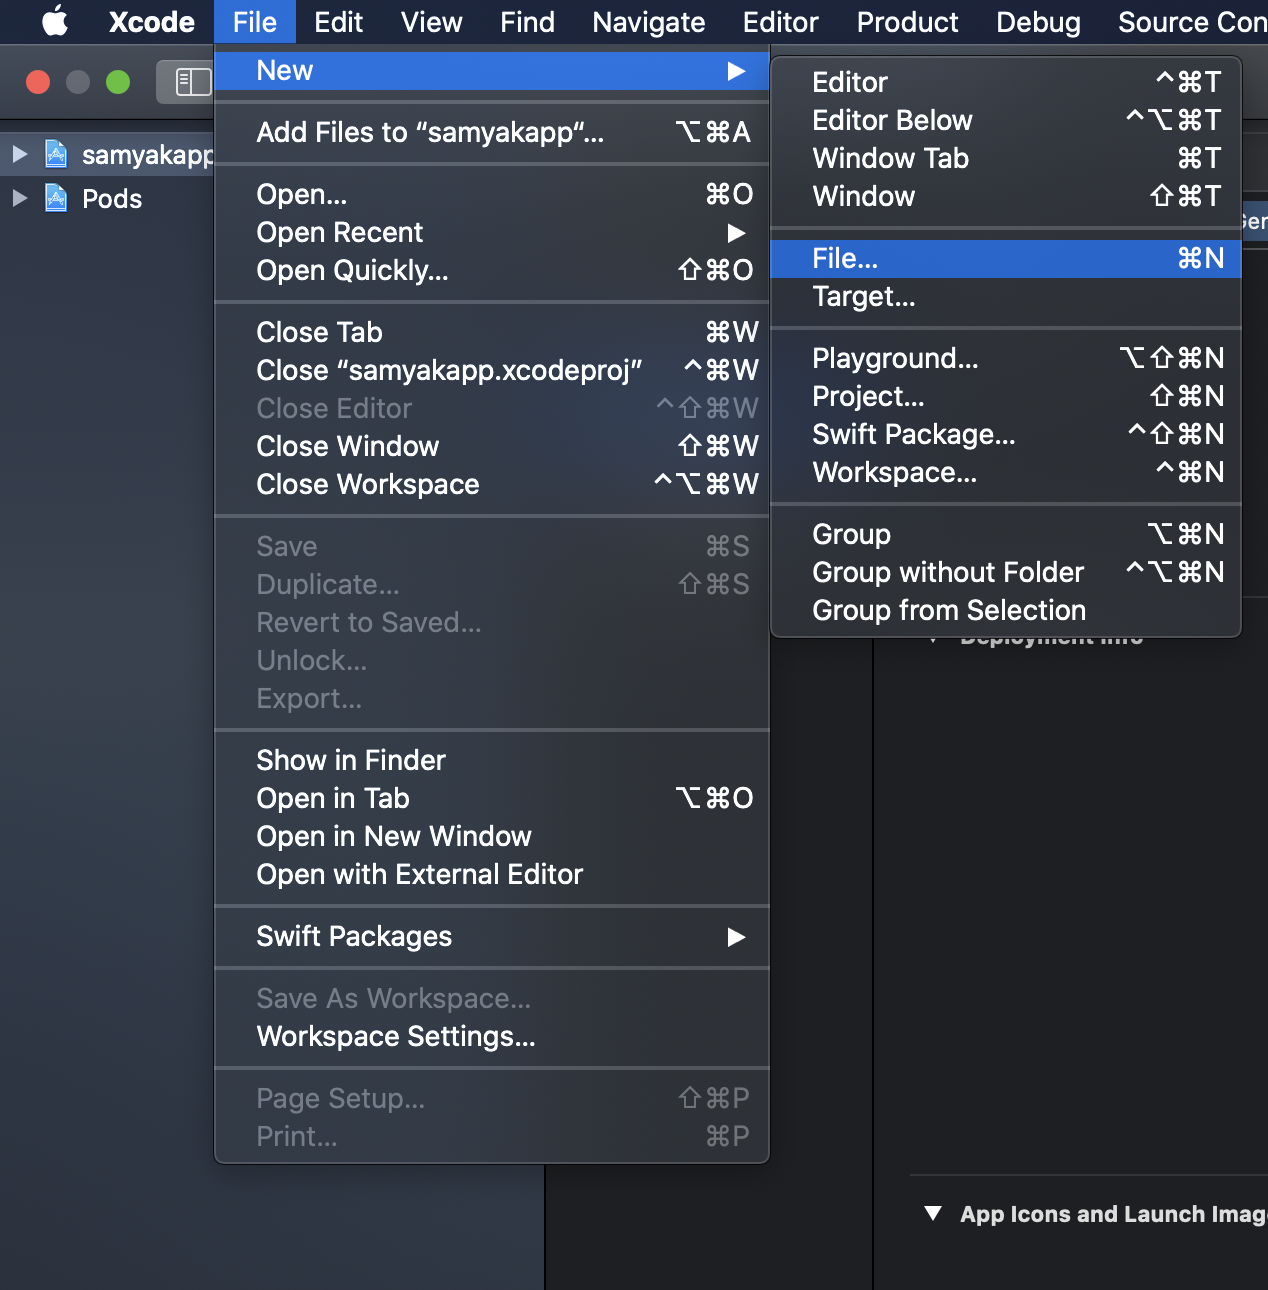 Xcode File Edit View Find Navigate Editor Product Debug Source Con
New ▶
Add Files to “samyakapp“... ⌥⌘A
Open... ⌘O
Open Recent ▶
Open Quickly... ⇧⌘O
Close Tab ⌘W
Close “samyakapp.xcodeproj” ^⌘W
Close Editor ^⇧⌘W
Close Window ⇧⌘W
Close Workspace ^⌥⌘W
Save ⌘S
Duplicate... ⇧⌘S
Revert to Saved...
Unlock...
Export...
Show in Finder
Open in Tab ⌥⌘O
Open in New Window
Open with External Editor
Swift Packages ▶
Save As Workspace...
Workspace Settings...
Page Setup... ⇧⌘P
Print... ⌘P
Editor ^⌘T
Editor Below ^⌥⌘T
Window Tab ⌘T
Window ⇧⌘T
File... ⌘N
Target...
Playground... ⌥⇧⌘N
Project... ⇧⌘N
Swift Package... ^⇧⌘N
Workspace... ^⌘N
Group ⌥⌘N
Group without Folder ^⌥⌘N
Group from Selection
samyakapp
Pods
Ger
Deployment Info
App Icons and Launch Imag